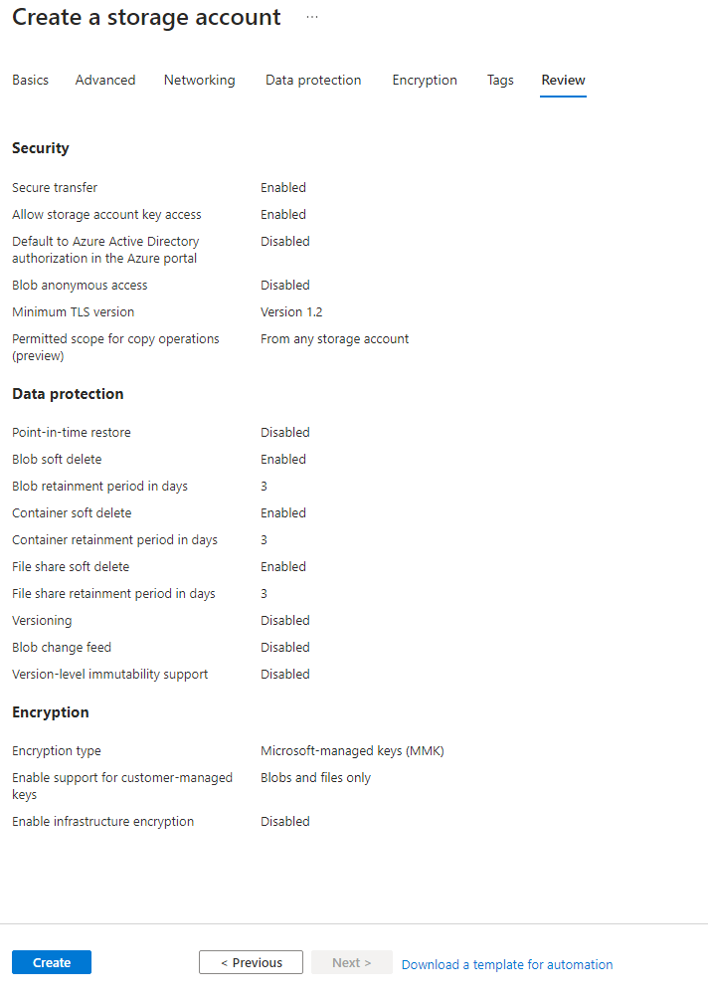 Create a storage account ...
Basics Advanced Networking Data protection Encryption Tags Review
Security
Secure transfer Enabled
Allow storage account key access Enabled
Default to Azure Active Directory Disabled
authorization in the Azure portal
Blob anonymous access Disabled
Minimum TLS version Version 1.2
Permitted scope for copy operations From any storage account
(preview)
Data protection
Point-in-time restore Disabled
Blob soft delete Enabled
Blob retainment period in days 3
Container soft delete Enabled
Container retainment period in days 3
File share soft delete Enabled
File share retainment period in days 3
Versioning Disabled
Blob change feed Disabled
Version-level immutability support Disabled
Encryption
Encryption type Microsoft-managed keys (MMK)
Enable support for customer-managed Blobs and files only
keys
Enable infrastructure encryption Disabled
Create < Previous Next > Download a template for automation